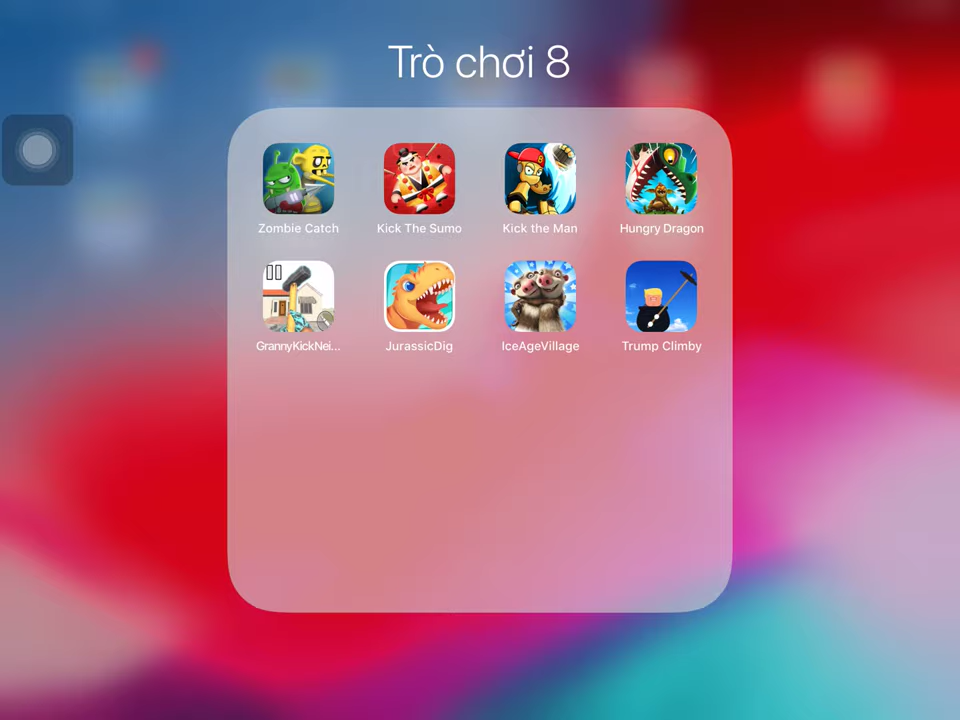 Trò chơi 8
Zombie Catch
Kick The Sumo
Kick the Man
Hungry Dragon
GrannyKickNei...
JurassicDig
IceAgeVillage
Trump Climby